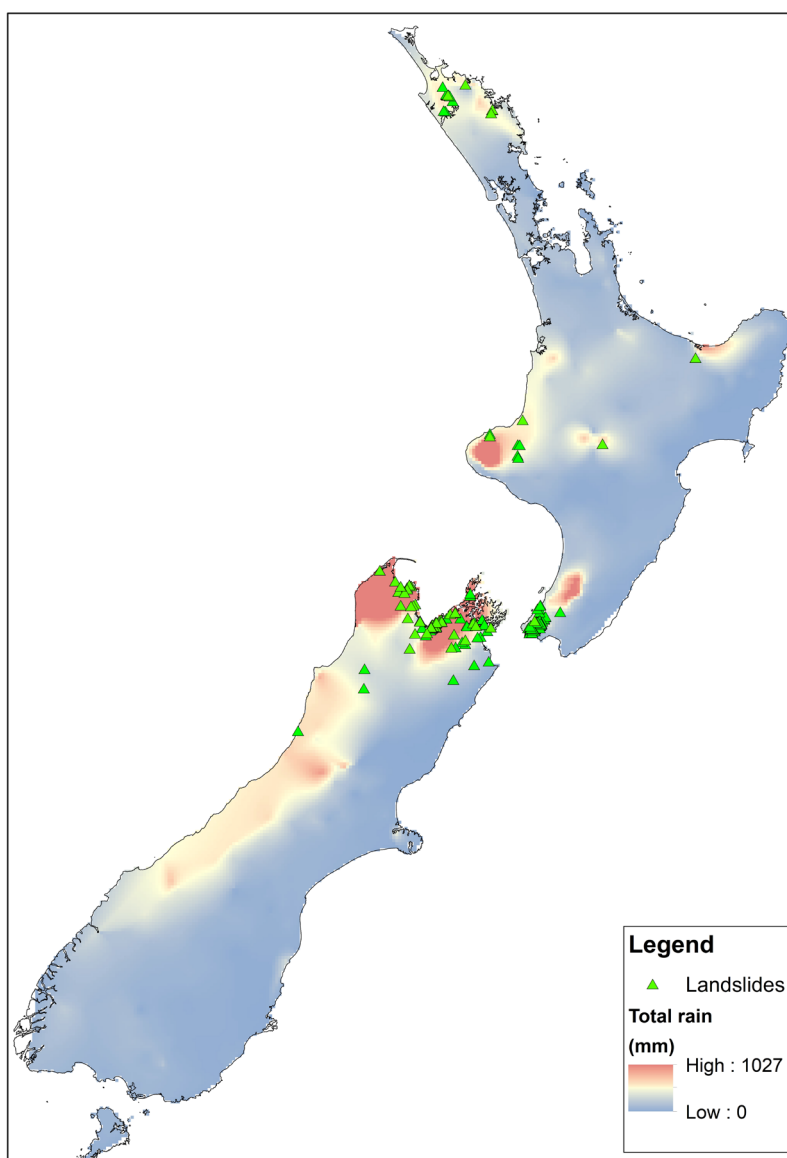 Legend
Landslides
Total rain
(mm)
High : 1027
Low : 0